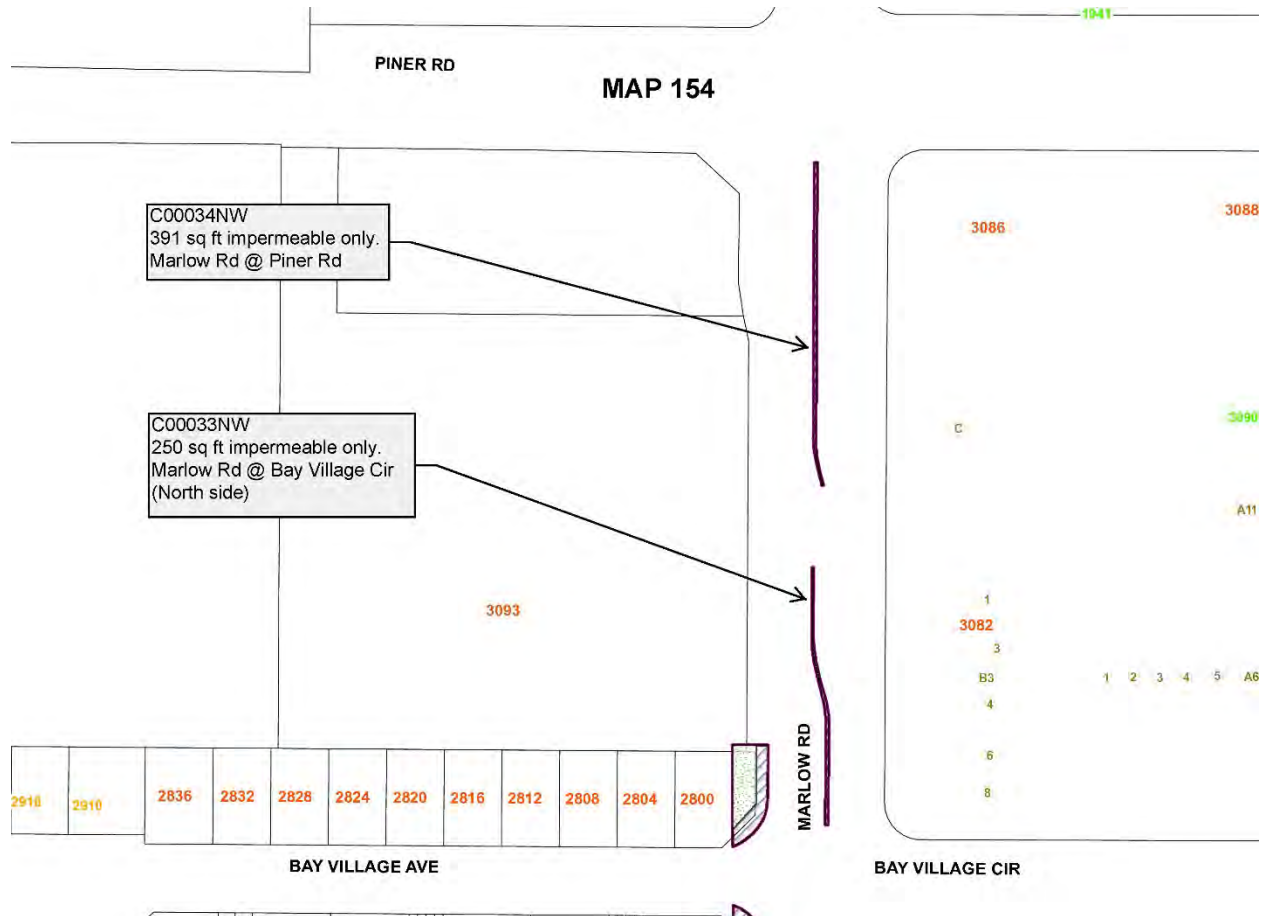 1941
PINER RD
MAP 154
C00034NW
391 sq ft impermeable only.
Marlow Rd @ Piner Rd
3086
3088
C00033NW
250 sq ft impermeable only.
Marlow Rd @ Bay Village Cir
(North side)
C
3090
A11
3093
1
3082
3
B3
1 2 3 4 5 A6
4
6
8
MARLOW RD
2916 2910 2836 2832 2828 2824 2820 2816 2812 2808 2804 2800
BAY VILLAGE AVE
BAY VILLAGE CIR